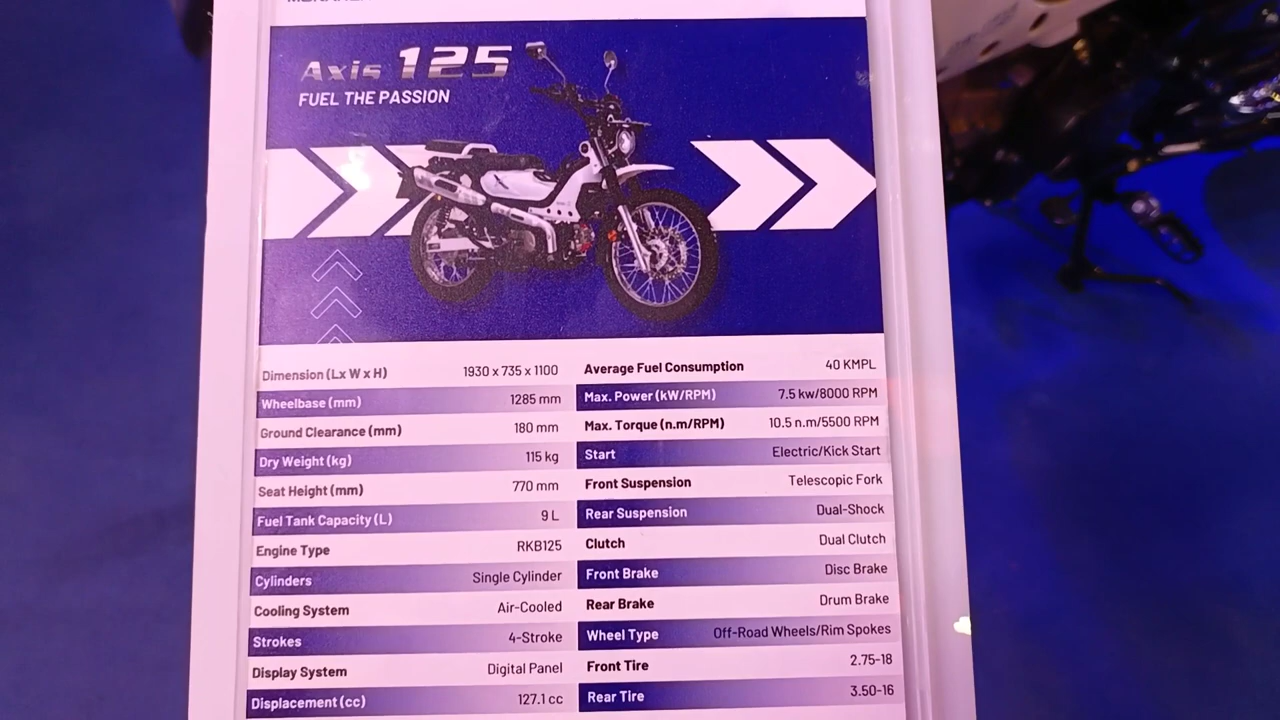 Axis 125
FUEL THE PASSION
Dimension (Lx W x H) 1930 x 735 x 1100
Wheelbase (mm) 1285 mm
Ground Clearance (mm) 180 mm
Dry Weight (kg) 115 kg
Seat Height (mm) 770 mm
Fuel Tank Capacity (L) 9 L
Engine Type RKB125
Cylinders Single Cylinder
Cooling System Air-Cooled
Strokes 4-Stroke
Display System Digital Panel
Displacement (cc) 127.1 cc
Average Fuel Consumption 40 KMPL
Max. Power (kW/RPM) 7.5 kw/8000 RPM
Max. Torque (n.m/RPM) 10.5 n.m/5500 RPM
Start Electric/Kick Start
Front Suspension Telescopic Fork
Rear Suspension Dual-Shock
Clutch Dual Clutch
Front Brake Disc Brake
Rear Brake Drum Brake
Wheel Type Off-Road Wheels/Rim Spokes
Front Tire 2.75-18
Rear Tire 3.50-16